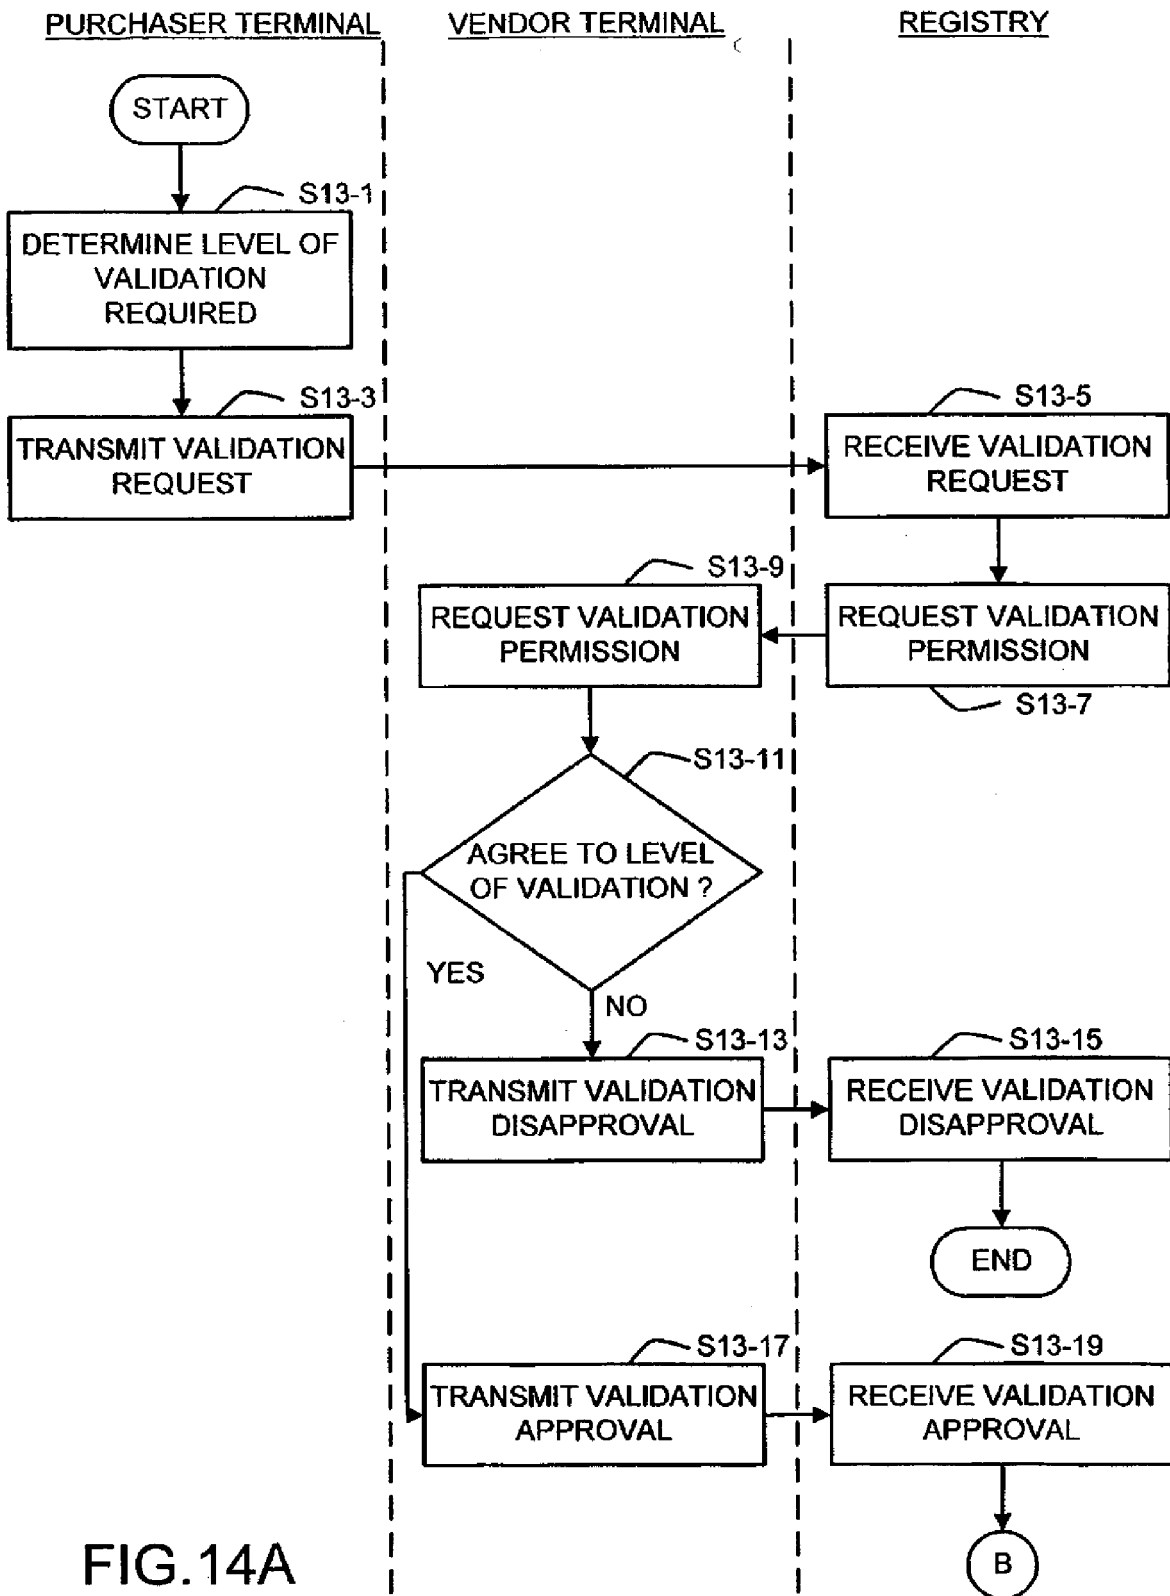 PURCHASER TERMINAL
VENDOR TERMINAL
REGISTRY
START
S13-1
DETERMINE LEVEL OF
VALIDATION
REQUIRED
S13-3
TRANSMIT VALIDATION
REQUEST
S13-5
RECEIVE VALIDATION
REQUEST
S13-9
REQUEST VALIDATION
PERMISSION
REQUEST VALIDATION
PERMISSION
S13-7
S13-11
AGREE TO LEVEL
OF VALIDATION ?
YES
NO
S13-13
TRANSMIT VALIDATION
DISAPPROVAL
S13-15
RECEIVE VALIDATION
DISAPPROVAL
END
S13-17
TRANSMIT VALIDATION
APPROVAL
S13-19
RECEIVE VALIDATION
APPROVAL
B
FIG.14A